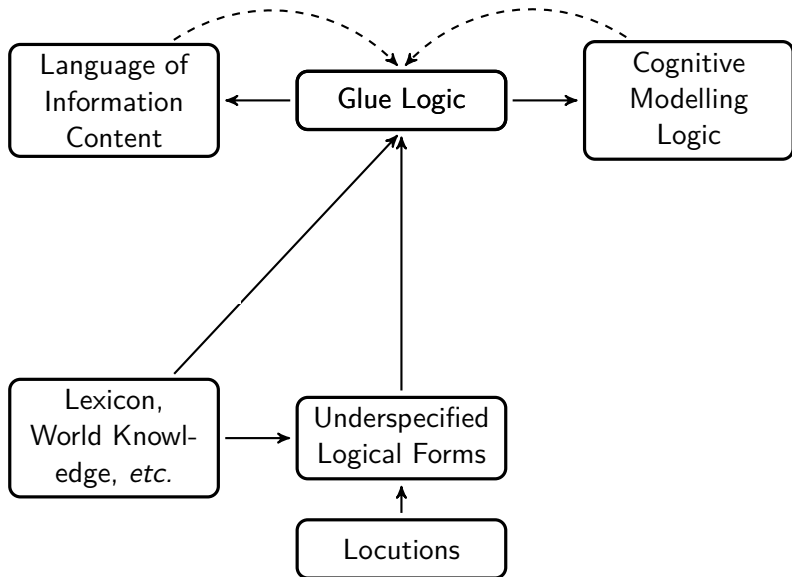 Language of
Information
Content
Glue Logic
Cognitive
Modelling
Logic
Lexicon,
World Knowl-
edge, etc.
Underspecified
Logical Forms
Locutions